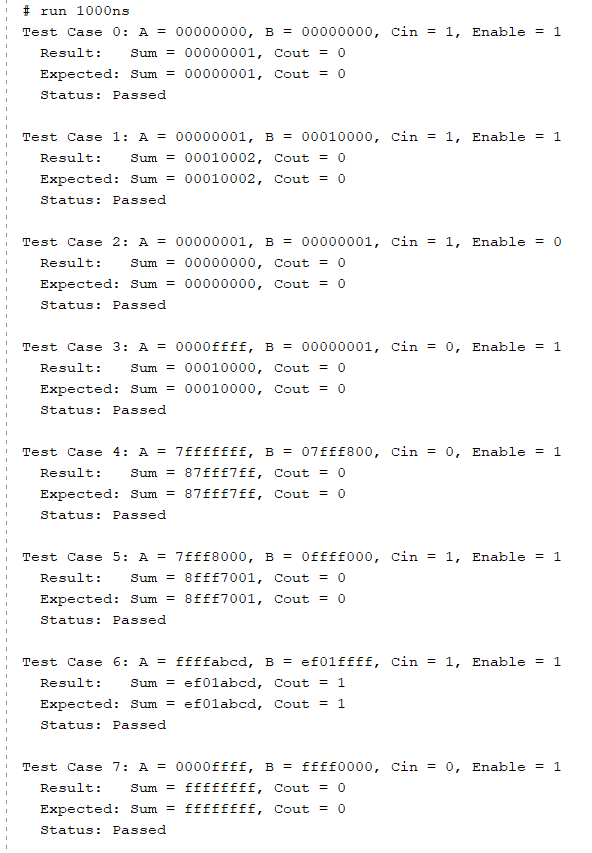 # run 1000ns
Test Case 0: A = 00000000, B = 00000000, Cin = 1, Enable = 1
Result: Sum = 00000001, Cout = 0
Expected: Sum = 00000001, Cout = 0
Status: Passed
Test Case 1: A = 00000001, B = 00010000, Cin = 1, Enable = 1
Result: Sum = 00010002, Cout = 0
Expected: Sum = 00010002, Cout = 0
Status: Passed
Test Case 2: A = 00000001, B = 00000001, Cin = 1, Enable = 0
Result: Sum = 00000000, Cout = 0
Expected: Sum = 00000000, Cout = 0
Status: Passed
Test Case 3: A = 0000ffff, B = 00000001, Cin = 0, Enable = 1
Result: Sum = 00010000, Cout = 0
Expected: Sum = 00010000, Cout = 0
Status: Passed
Test Case 4: A = 7fffffff, B = 07fff800, Cin = 0, Enable = 1
Result: Sum = 87fff7ff, Cout = 0
Expected: Sum = 87fff7ff, Cout = 0
Status: Passed
Test Case 5: A = 7fff8000, B = 0ffff000, Cin = 1, Enable = 1
Result: Sum = 8fff7001, Cout = 0
Expected: Sum = 8fff7001, Cout = 0
Status: Passed
Test Case 6: A = ffffabcd, B = ef01ffff, Cin = 1, Enable = 1
Result: Sum = ef01abcd, Cout = 1
Expected: Sum = ef01abcd, Cout = 1
Status: Passed
Test Case 7: A = 0000ffff, B = ffff0000, Cin = 0, Enable = 1
Result: Sum = ffffffff, Cout = 0
Expected: Sum = ffffffff, Cout = 0
Status: Passed